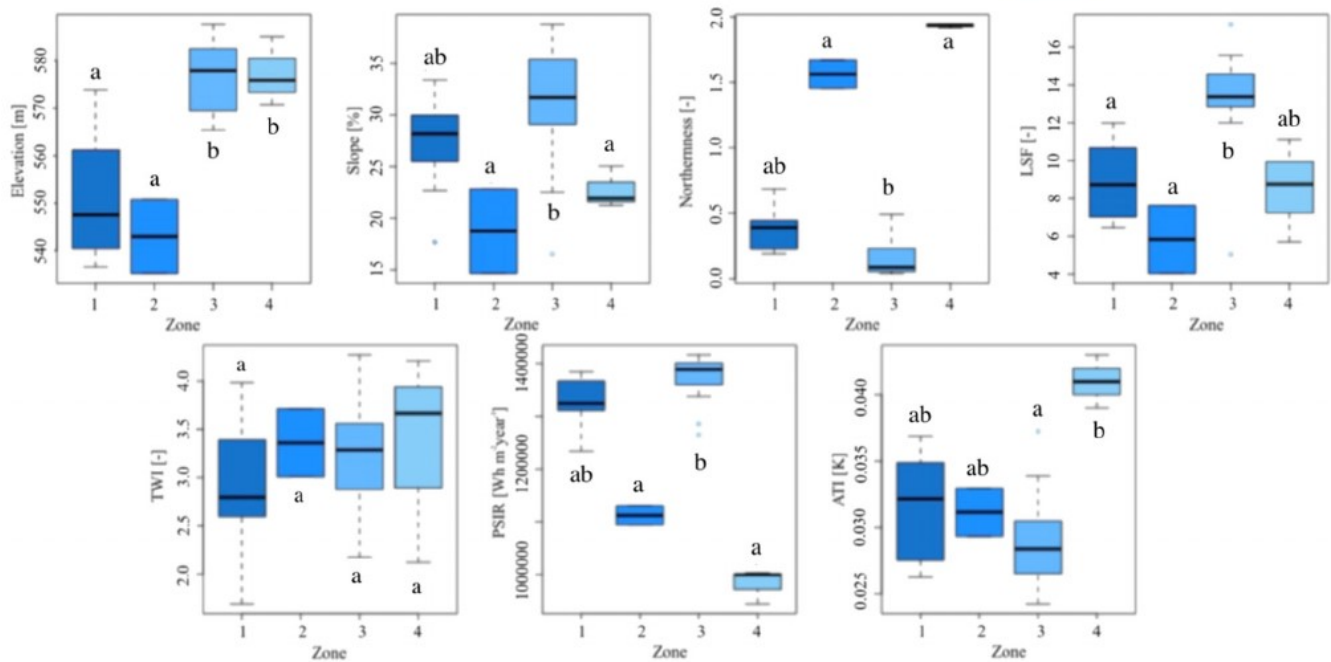 Elevation [m]
580
570
560
550
540
a
a
b
b
1 2 3 4
Zone
Slope [%]
35
30
25
20
15
ab
a
b
a
1 2 3 4
Zone
Northernness [-]
2.0
1.5
1.0
0.5
0.0
ab
a
b
a
1 2 3 4
Zone
LSF [-]
16
14
12
10
8
6
4
a
a
b
ab
1 2 3 4
Zone
TWI [-]
4.0
3.5
3.0
2.5
2.0
a
a
a
a
1 2 3 4
Zone
PSIR [Wh m⁻²year⁻¹]
1400000
1200000
1000000
ab
a
b
a
1 2 3 4
Zone
ATI [K]
0.040
0.035
0.030
0.025
ab
ab
a
b
1 2 3 4
Zone